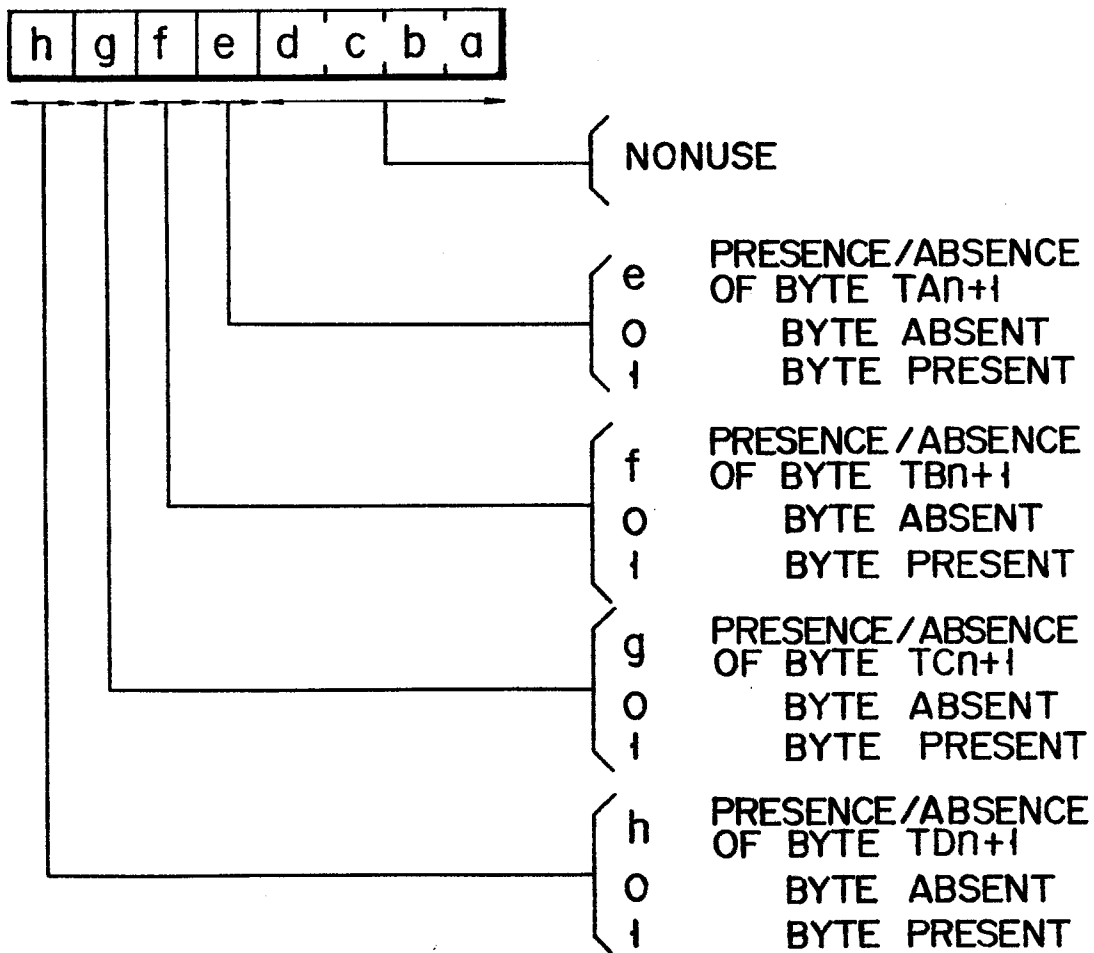 h g f e d c b a
NONUSE
e PRESENCE/ABSENCE
OF BYTE TAn+1
0 BYTE ABSENT
1 BYTE PRESENT
f PRESENCE/ABSENCE
OF BYTE TBn+1
0 BYTE ABSENT
1 BYTE PRESENT
g PRESENCE/ABSENCE
OF BYTE TCn+1
0 BYTE ABSENT
1 BYTE PRESENT
h PRESENCE/ABSENCE
OF BYTE TDn+1
0 BYTE ABSENT
1 BYTE PRESENT